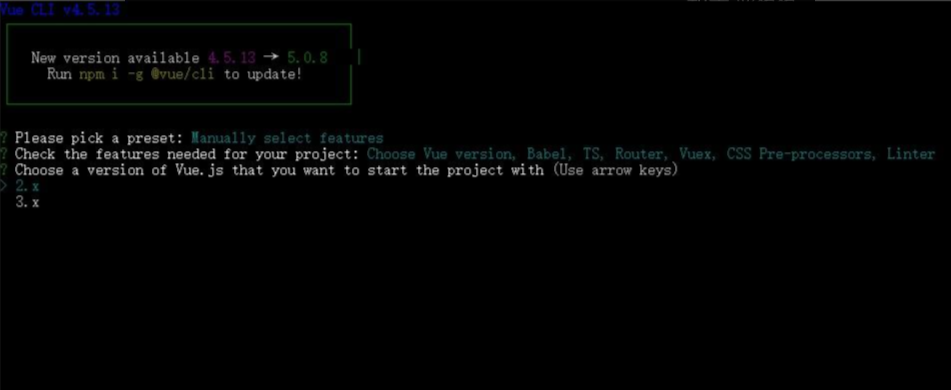 Vue CLI v4.5.13
New version available 4.5.13 → 5.0.8
Run npm i -g @vue/cli to update!
? Please pick a preset: Manually select features
? Check the features needed for your project: Choose Vue version, Babel, TS, Router, Vuex, CSS Pre-processors, Linter
? Choose a version of Vue.js that you want to start the project with (Use arrow keys)
> 2.x
3.x